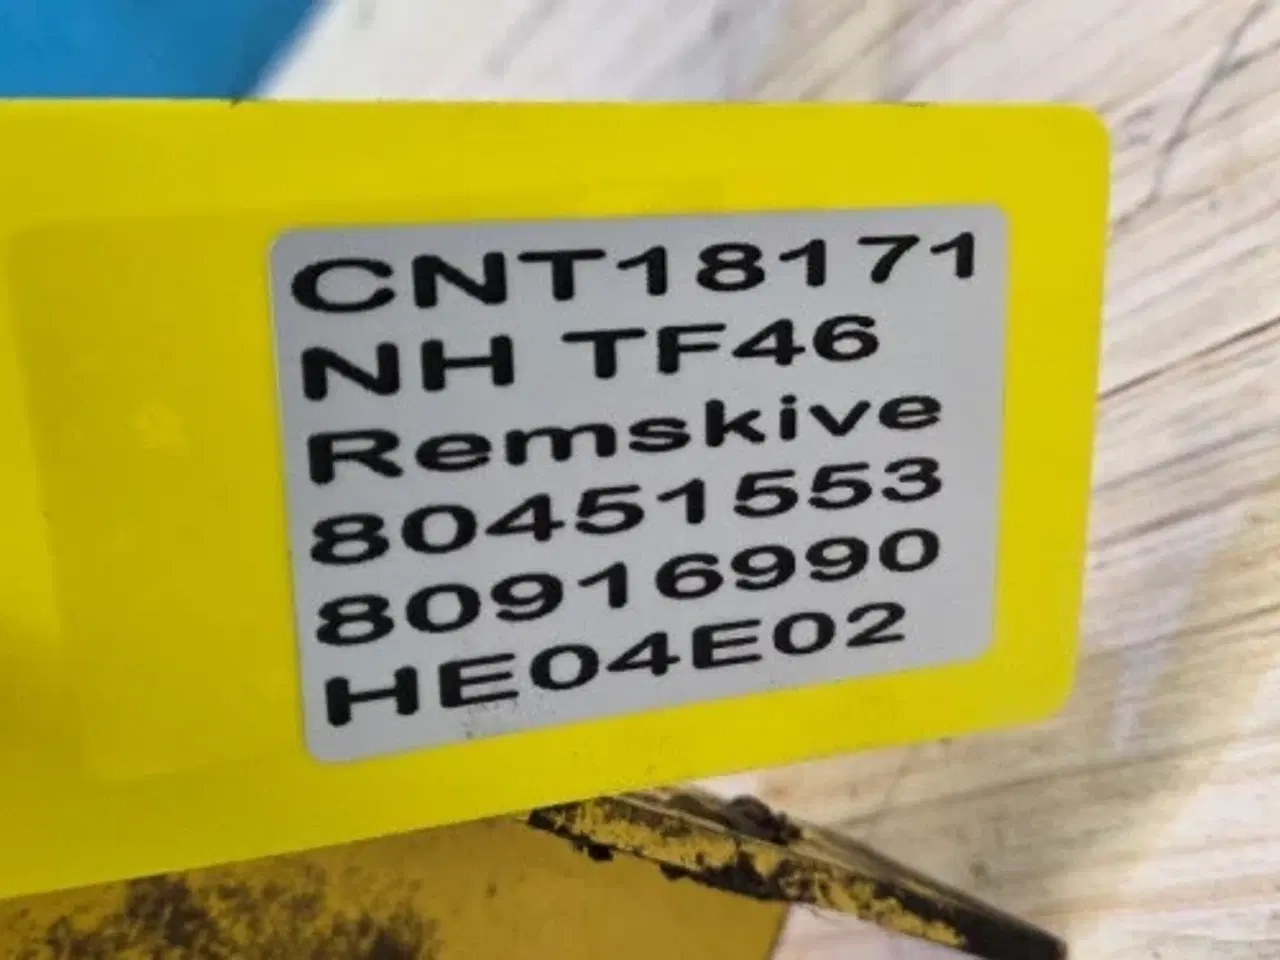 CNT18171
NH TF46
Remskive
80451553
80916990
HE04E02